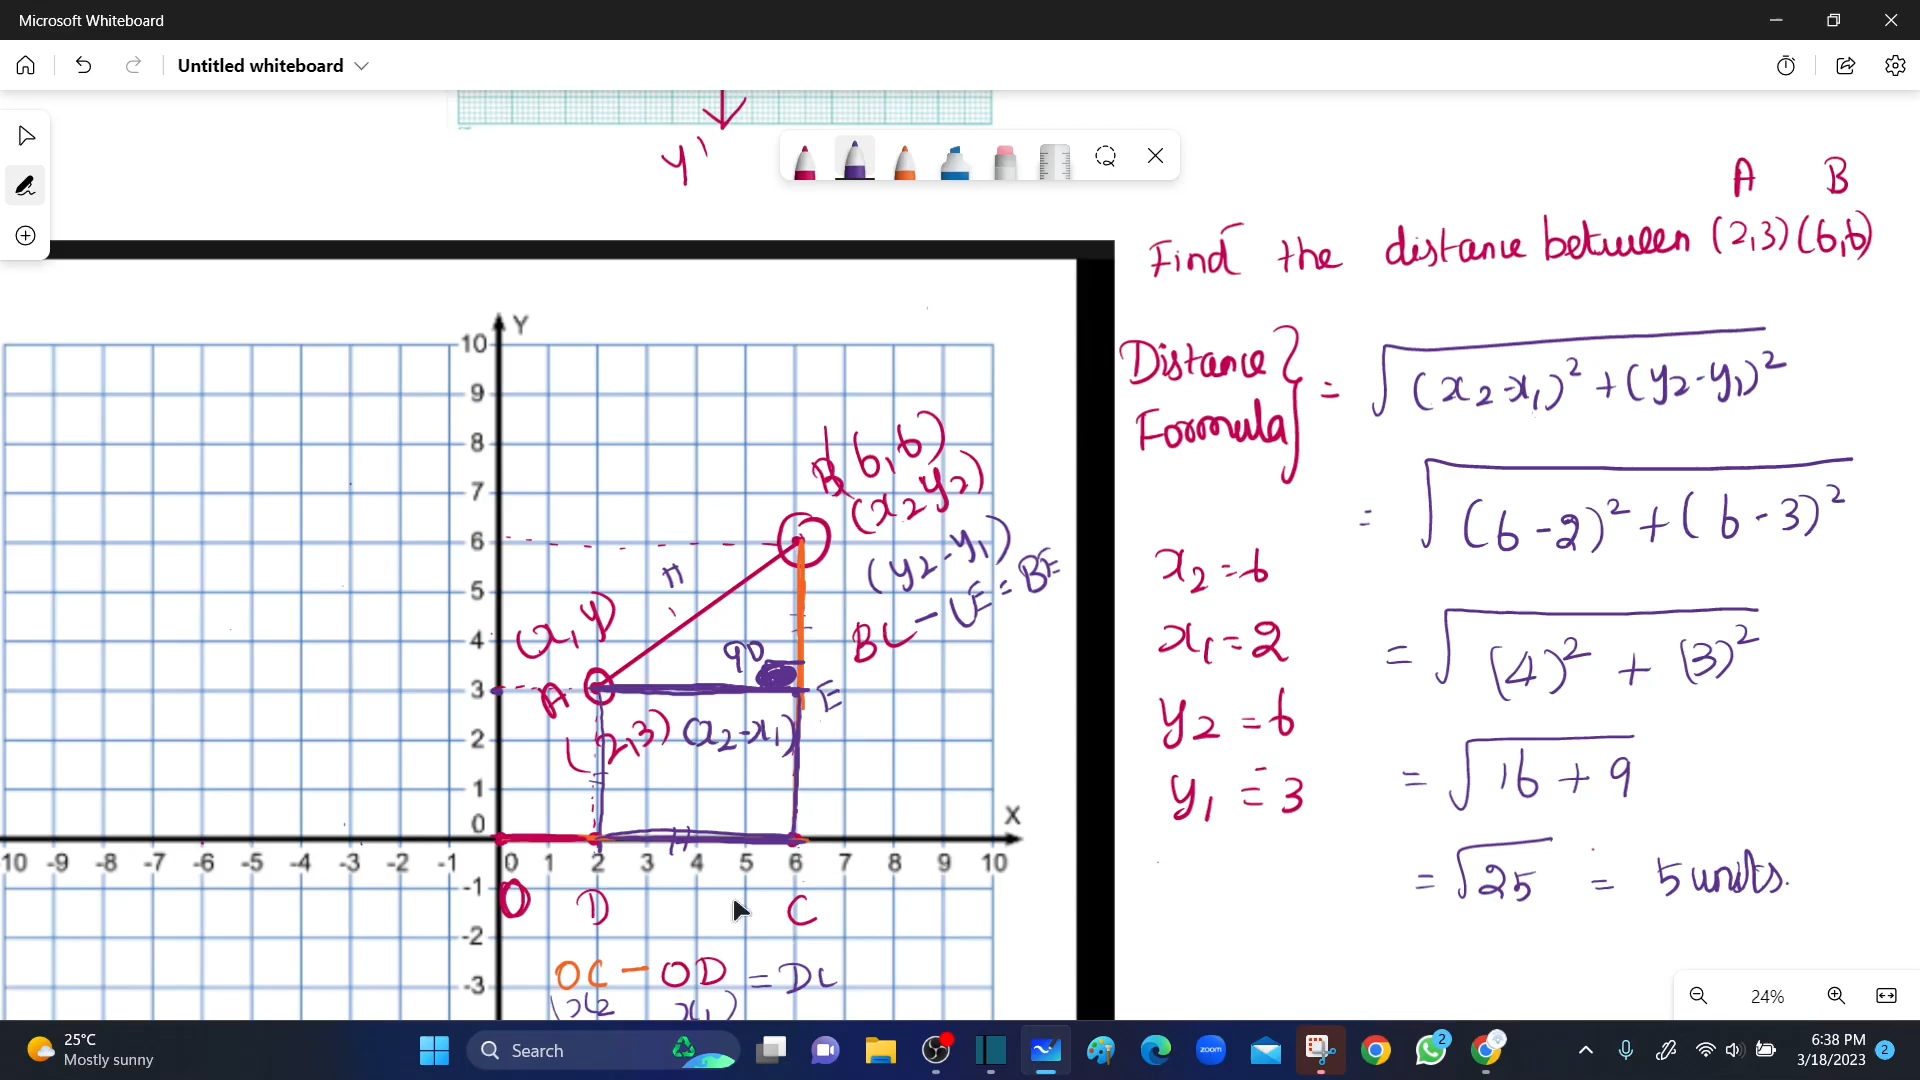 Microsoft Whiteboard
Untitled whiteboard
y'
A B
Find the distance between (2,3)(6,6)
Distance Formula } = √(x2-x1)² + (y2-y1)²
= √(6-2)² + (6-3)²
= √(4)² + (3)²
= √16 + 9
= √25 = 5 units.
x2 = 6
x1 = 2
y2 = 6
y1 = 3
Y
10
9
8
7
6
5
4
3
2
1
0
X
10 -9 -8 -7 -6 -5 -4 -3 -2 -1 0 1 2 3 4 5 6 7 8 9 10
-1
-2
-3
B (6,6)
(x2 y2)
(y2-y1)
BC - CE = BE
(x, y)
90
A
E
(2,3) (x2-x1)
O D C
OC - OD = DC
(x2 x1)
24%
25°C
Mostly sunny
Search
zoom
2
6:38 PM
3/18/2023
2